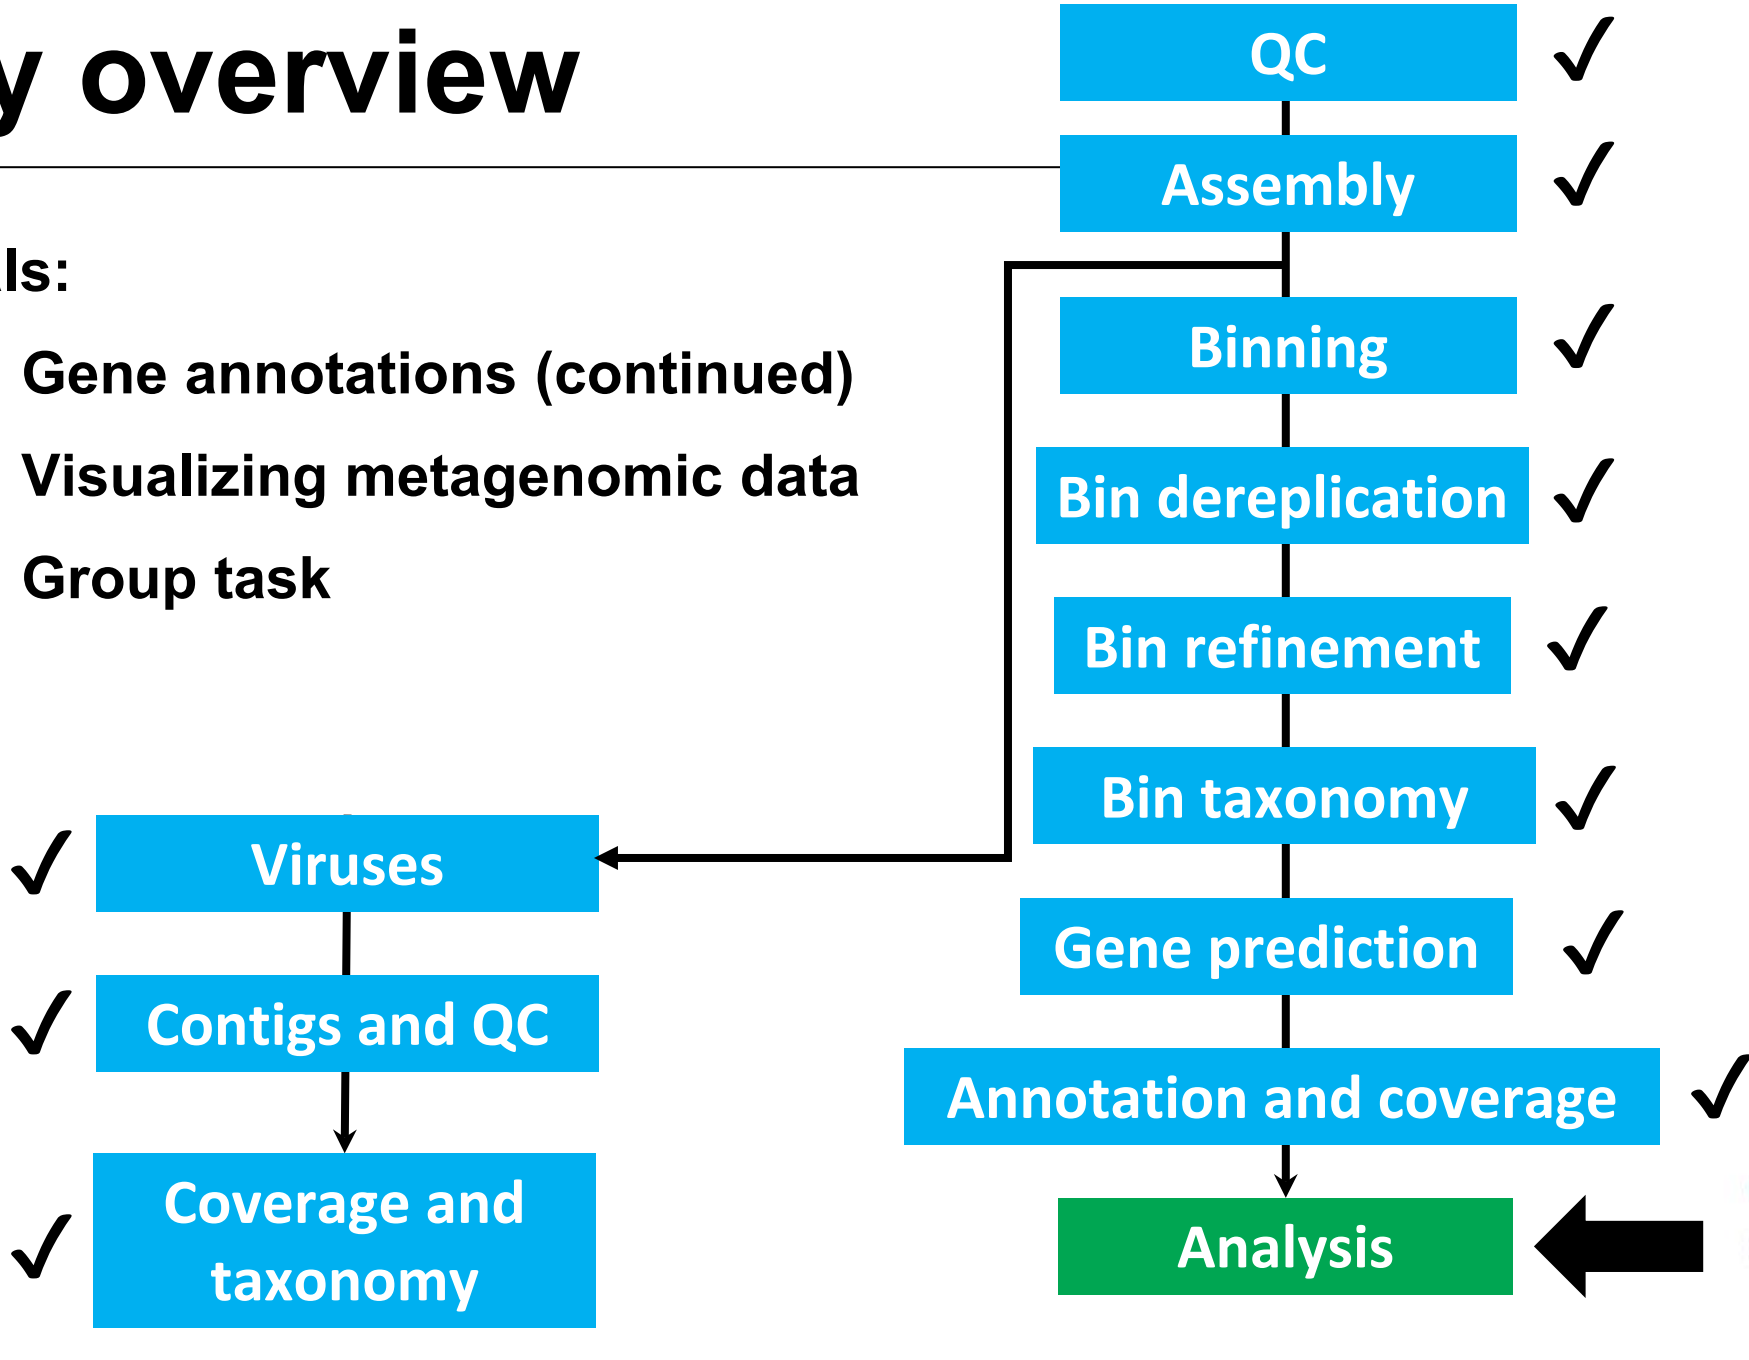 y overview
ls:
Gene annotations (continued)
Visualizing metagenomic data
Group task
QC
Assembly
Binning
Bin dereplication
Bin refinement
Bin taxonomy
Gene prediction
Annotation and coverage
Analysis
Viruses
Contigs and QC
Coverage and
taxonomy